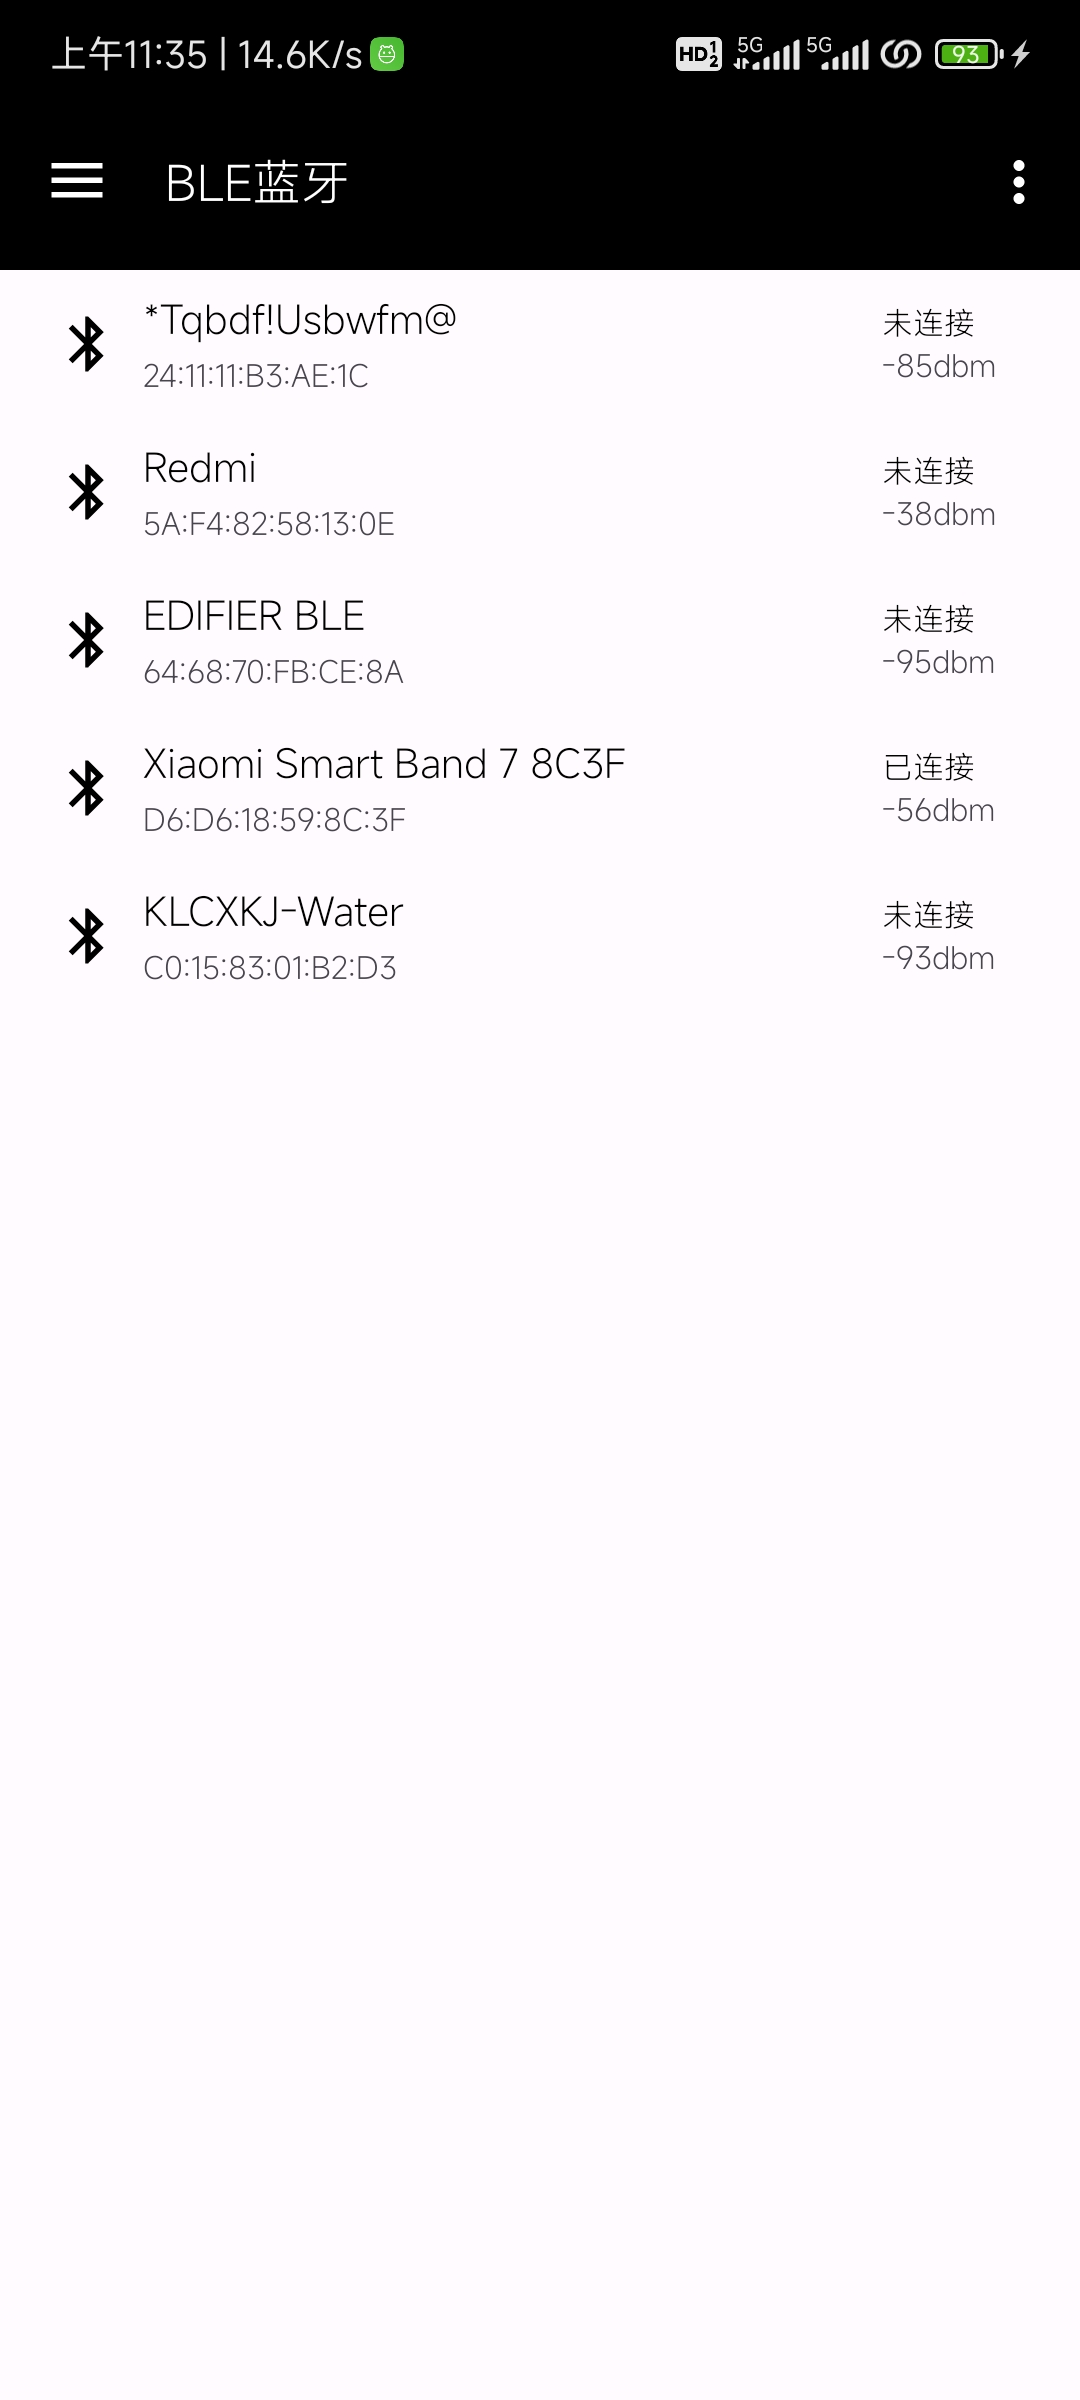 上午11:35 | 14.6K/s HD 1 2 5G 5G 93
BLE蓝牙
*Tqbdf!Usbwfm@ 未连接
24:11:11:B3:AE:1C -85dbm
Redmi 未连接
5A:F4:82:58:13:0E -38dbm
EDIFIER BLE 未连接
64:68:70:FB:CE:8A -95dbm
Xiaomi Smart Band 7 8C3F 已连接
D6:D6:18:59:8C:3F -56dbm
KLCXKJ-Water 未连接
C0:15:83:01:B2:D3 -93dbm